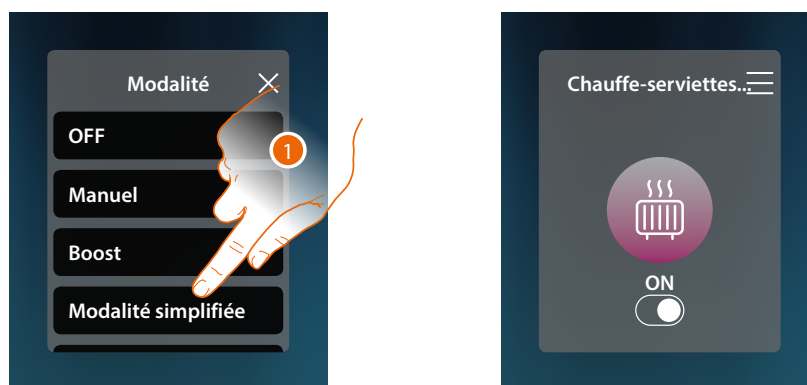 Modalité
OFF
1
Manuel
Boost
Modalité simplifiée
Chauffe-serviettes...
ON